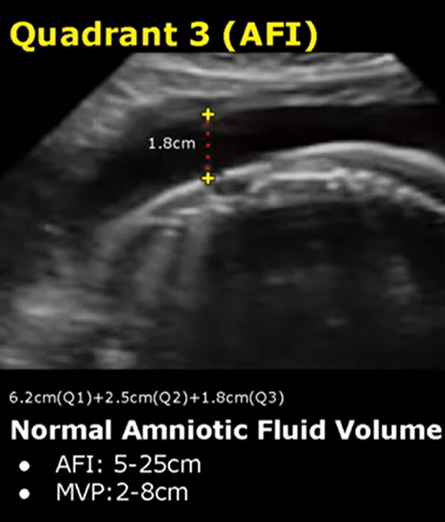 Quadrant 3 (AFI)
1.8cm
6.2cm(Q1)+2.5cm(Q2)+1.8cm(Q3)
Normal Amniotic Fluid Volume
• AFI: 5-25cm
• MVP:2-8cm